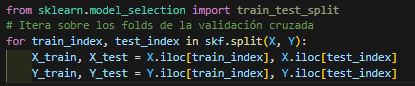 from sklearn.model_selection import train_test_split
# Itera sobre los folds de la validación cruzada
for train_index, test_index in skf.split(X, Y):
    X_train, X_test = X.iloc[train_index], X.iloc[test_index]
    Y_train, Y_test = Y.iloc[train_index], Y.iloc[test_index]